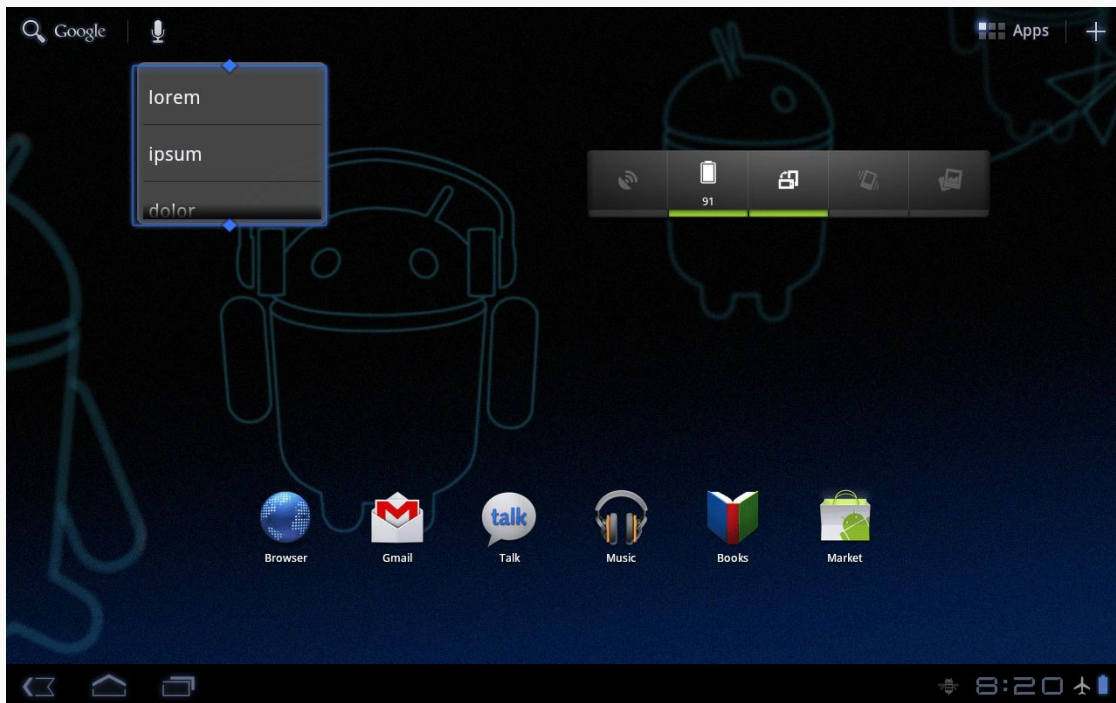 Google
Apps
lorem
ipsum
dolor
91
talk
Browser
Gmail
Talk
Music
Books
Market
8:20